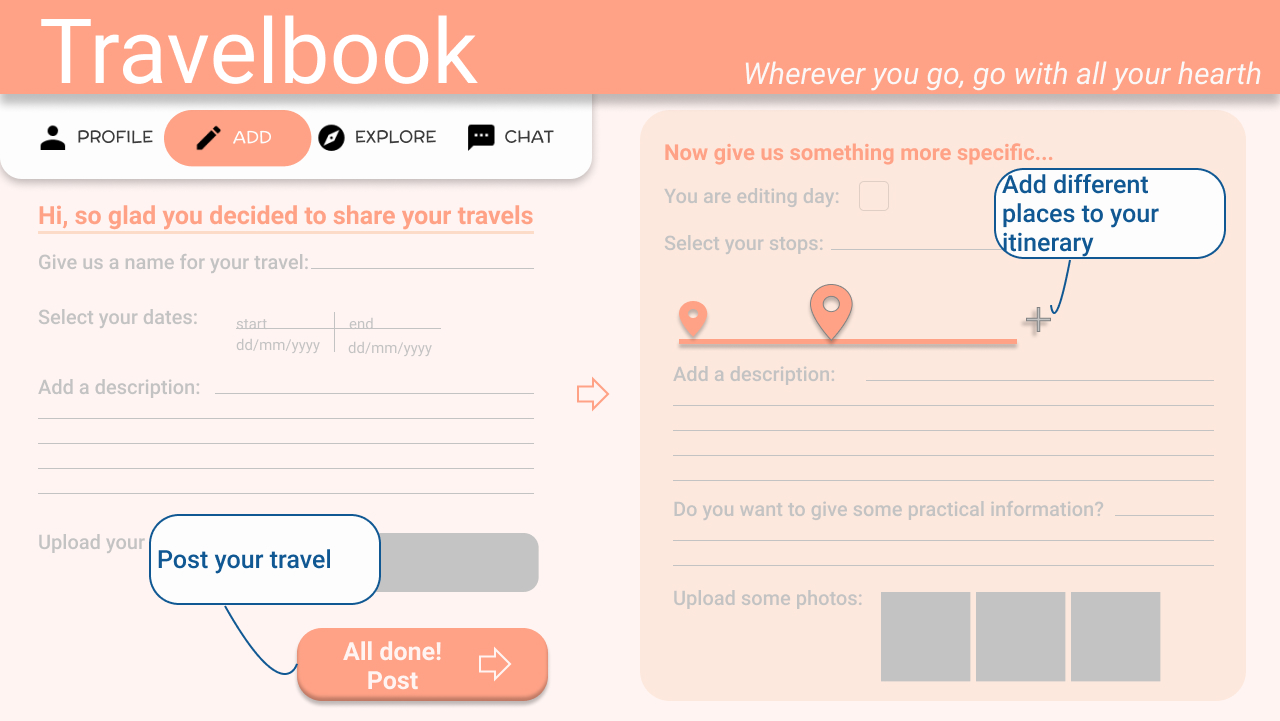 Travelbook
Wherever you go, go with all your hearth
PROFILE
ADD
EXPLORE
CHAT
Hi, so glad you decided to share your travels
Give us a name for your travel:
Select your dates:
start
end
dd/mm/yyyy
dd/mm/yyyy
Add a description:
Upload your
Post your travel
All done!
Post
Now give us something more specific...
You are editing day:
Select your stops:
Add different
places to your
itinerary
Add a description:
Do you want to give some practical information?
Upload some photos: